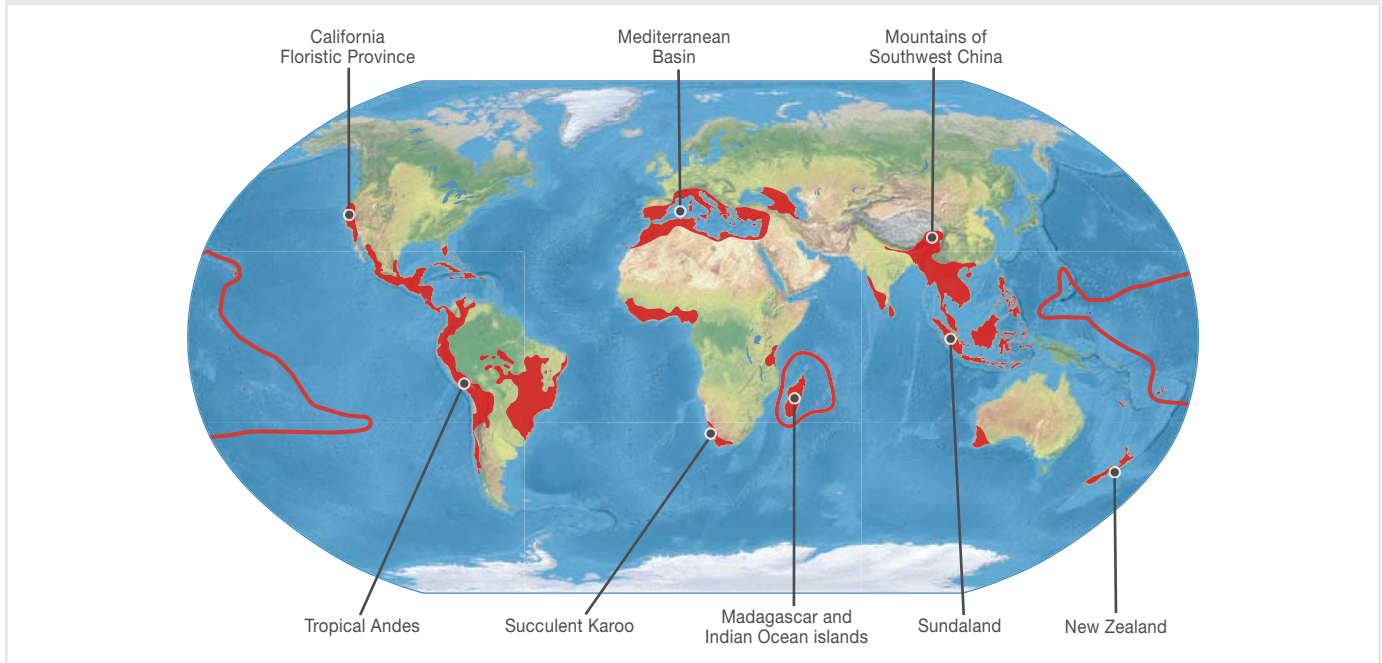 California
Floristic Province
Mediterranean
Basin
Mountains of
Southwest China
Tropical Andes
Succulent Karoo
Madagascar and
Indian Ocean islands
Sundaland
New Zealand